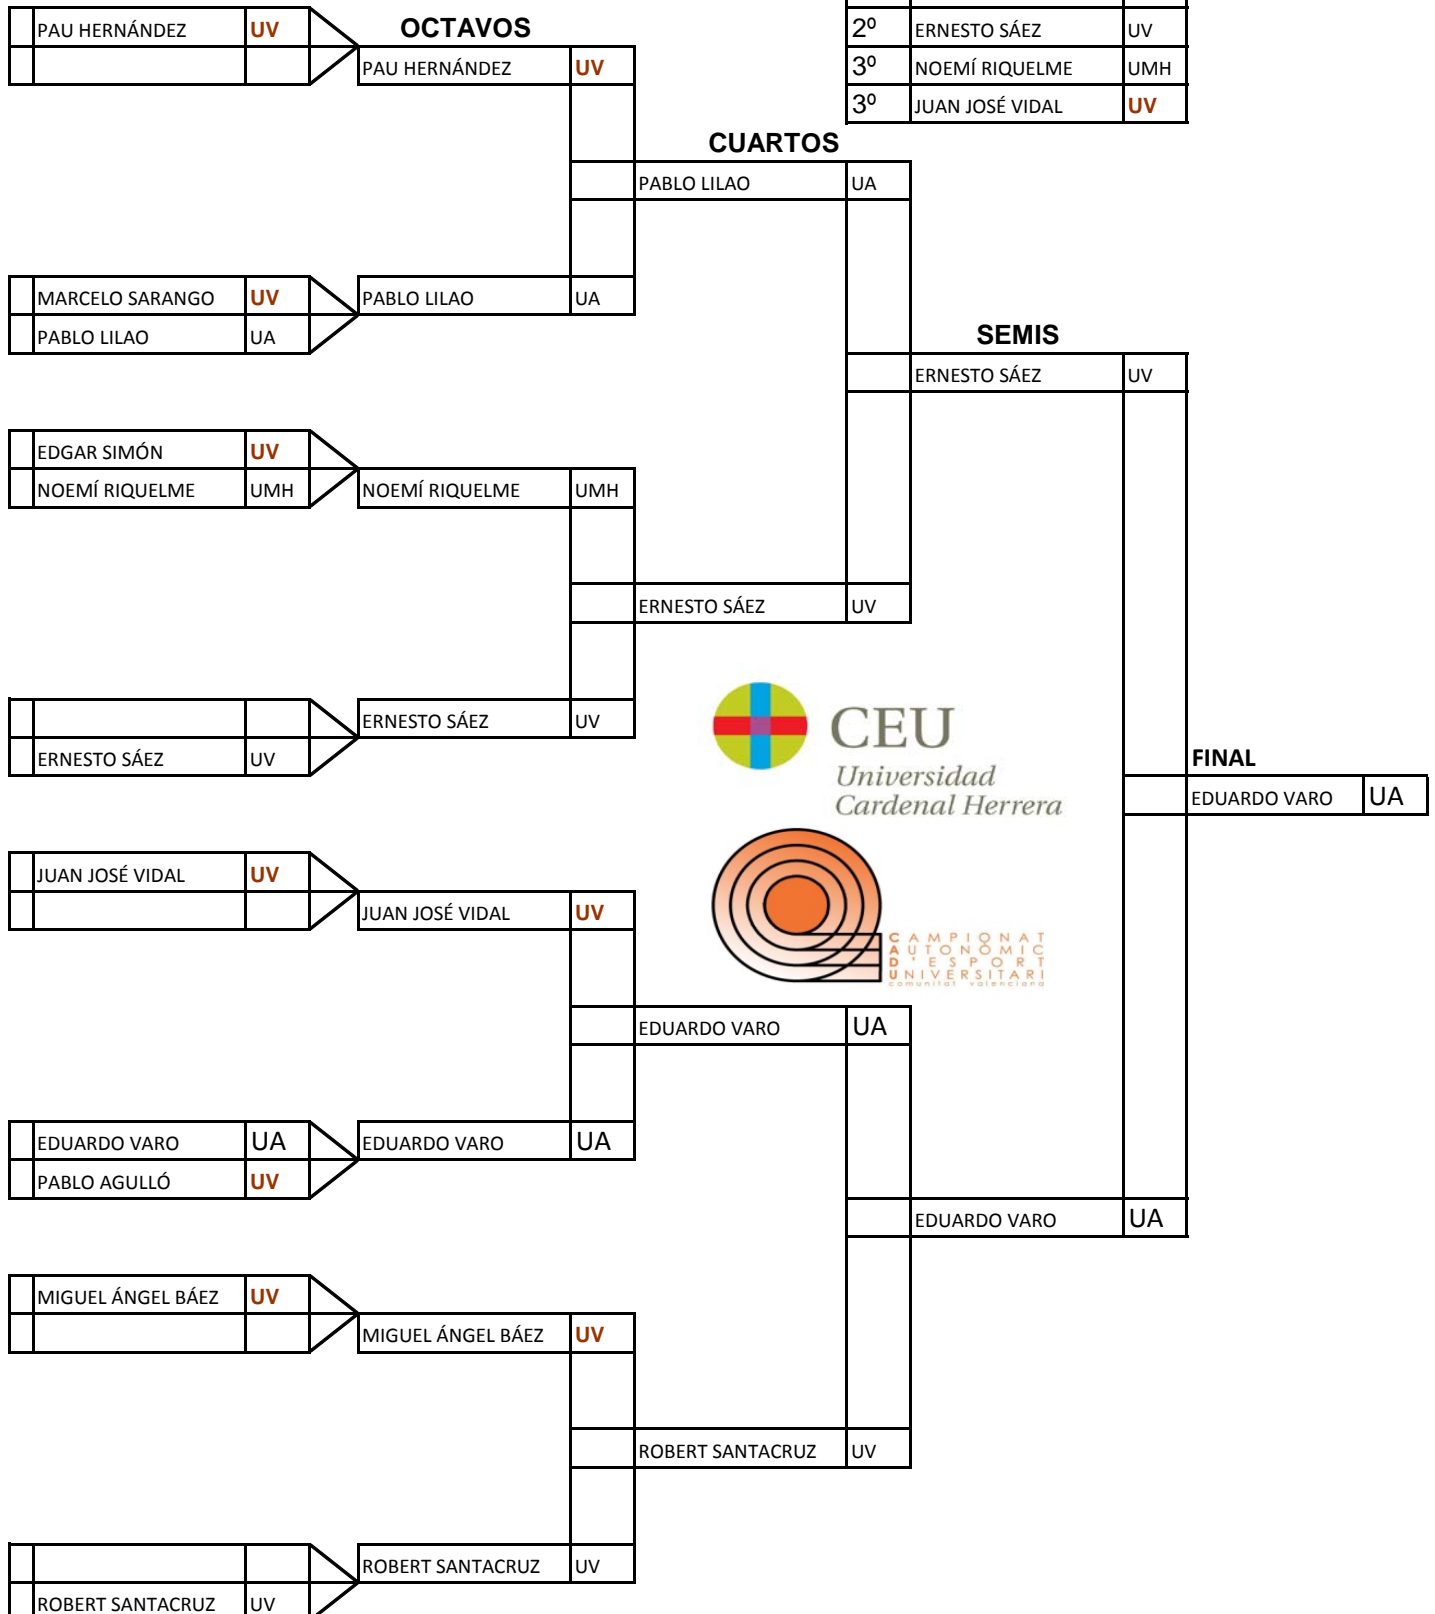 PAU HERNÁNDEZ UV
OCTAVOS
2º ERNESTO SÁEZ UV
PAU HERNÁNDEZ UV
3º NOEMÍ RIQUELME UMH
3º JUAN JOSÉ VIDAL UV
CUARTOS
PABLO LILAO UA
MARCELO SARANGO UV
PABLO LILAO UA
PABLO LILAO UA
SEMIS
ERNESTO SÁEZ UV
EDGAR SIMÓN UV
NOEMÍ RIQUELME UMH
NOEMÍ RIQUELME UMH
ERNESTO SÁEZ UV
ERNESTO SÁEZ UV
ERNESTO SÁEZ UV
CEU
Universidad
Cardenal Herrera
FINAL
EDUARDO VARO UA
JUAN JOSÉ VIDAL UV
JUAN JOSÉ VIDAL UV
CAMPIONAT
AUTONÒMIC
D'ESPORT
UNIVERSITARI
comunitat valenciana
EDUARDO VARO UA
EDUARDO VARO UA
EDUARDO VARO UA
PABLO AGULLÓ UV
EDUARDO VARO UA
MIGUEL ÁNGEL BÁEZ UV
MIGUEL ÁNGEL BÁEZ UV
ROBERT SANTACRUZ UV
ROBERT SANTACRUZ UV
ROBERT SANTACRUZ UV